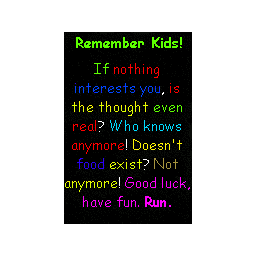 Remember Kids!
If nothing
interests you, is
the thought even
real? Who knows
anymore! Doesn't
food exist? Not
anymore! Good luck,
have fun. Run.